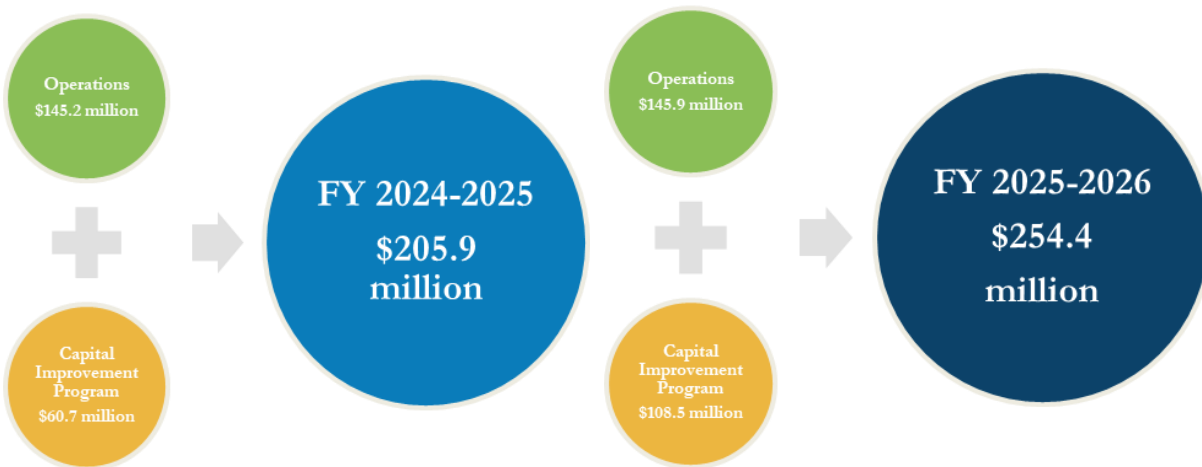 Operations
$145.2 million
Capital
Improvement
Program
$60.7 million
FY 2024-2025
$205.9
million
Operations
$145.9 million
Capital
Improvement
Program
$108.5 million
FY 2025-2026
$254.4
million